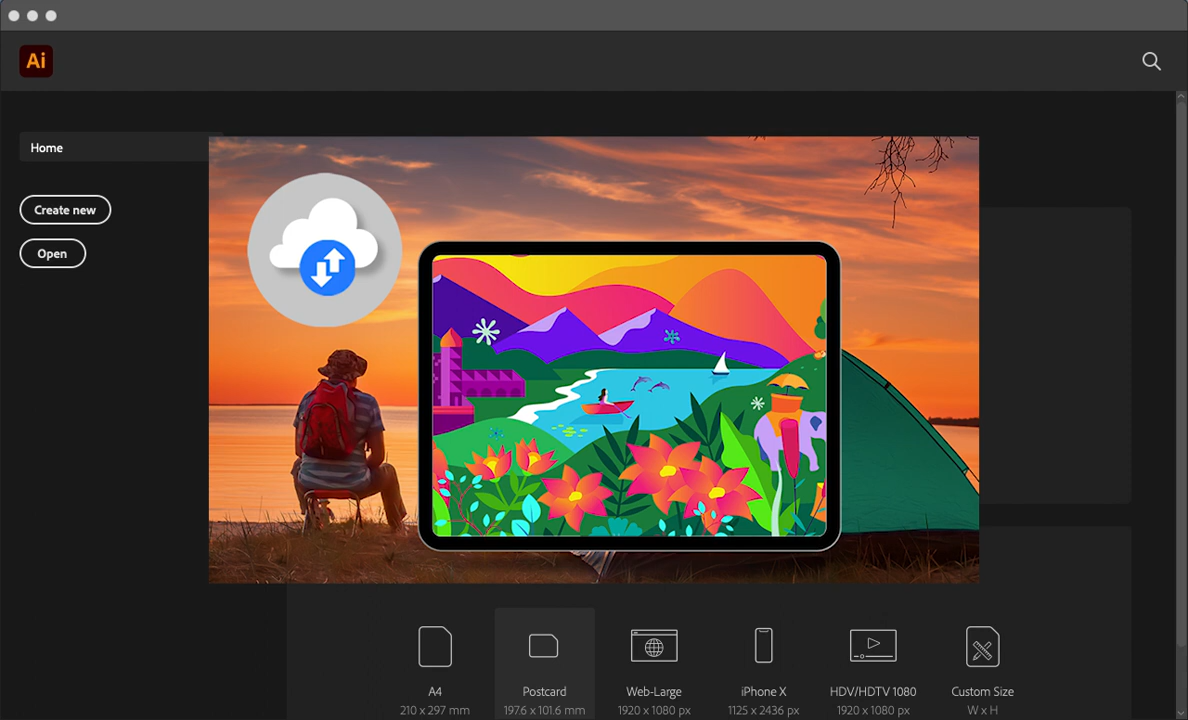 Ai
Home
Create new
Open
A4
210 x 297 mm
Postcard
197.6 x 101.6 mm
Web-Large
1920 x 1080 px
iPhone X
1125 x 2436 px
HDV/HDTV 1080
1920 x 1080 px
Custom Size
W x H